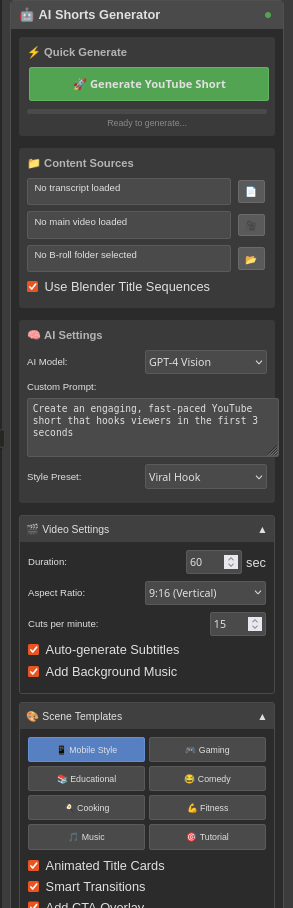 AI Shorts Generator
Quick Generate
Generate YouTube Short
Ready to generate...
Content Sources
No transcript loaded
No main video loaded
No B-roll folder selected
Use Blender Title Sequences
AI Settings
AI Model: GPT-4 Vision
Custom Prompt:
Create an engaging, fast-paced YouTube
short that hooks viewers in the first 3
seconds
Style Preset: Viral Hook
Video Settings ▲
Duration: 60 sec
Aspect Ratio: 9:16 (Vertical)
Cuts per minute: 15
Auto-generate Subtitles
Add Background Music
Scene Templates ▲
Mobile Style Gaming
Educational Comedy
Cooking Fitness
Music Tutorial
Animated Title Cards
Smart Transitions
Add CTA Overlay